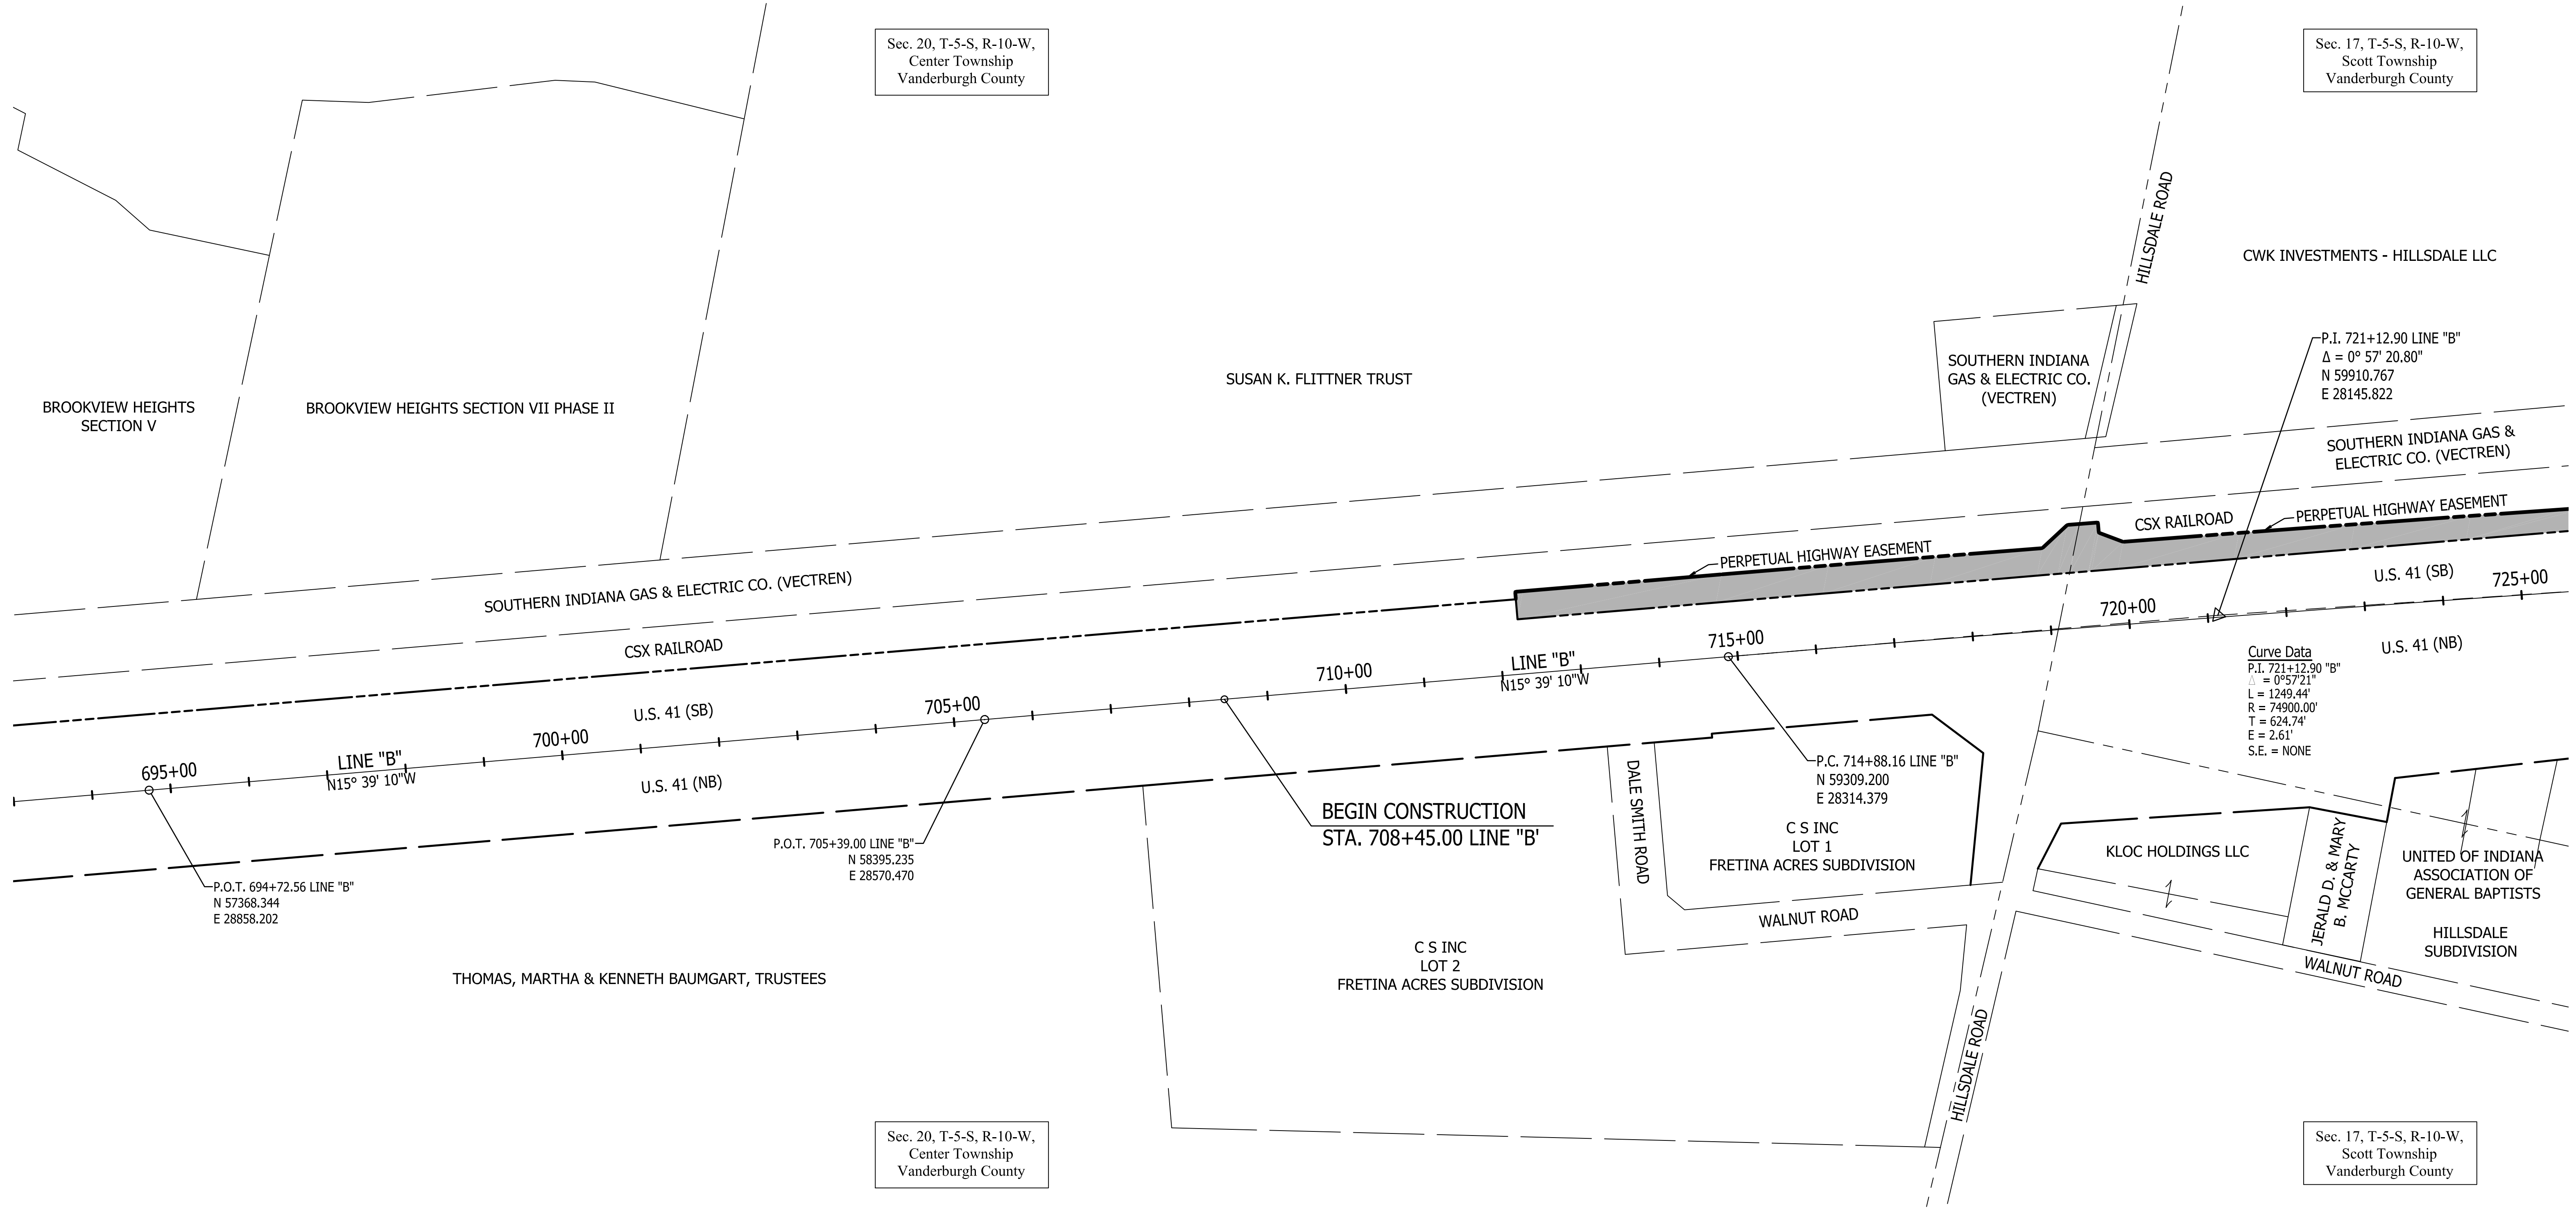 Sec. 20, T-5-S, R-10-W,
Center Township
Vanderburgh County
Sec. 17, T-5-S, R-10-W,
Scott Township
Vanderburgh County
HILLSDALE ROAD
CWK INVESTMENTS - HILLSDALE LLC
P.I. 721+12.90 LINE "B"
Δ = 0° 57' 20.80"
N 59910.767
E 28145.822
SOUTHERN INDIANA
GAS & ELECTRIC CO.
(VECTREN)
SUSAN K. FLITTNER TRUST
BROOKVIEW HEIGHTS
SECTION V
BROOKVIEW HEIGHTS SECTION VII PHASE II
SOUTHERN INDIANA GAS &
ELECTRIC CO. (VECTREN)
PERPETUAL HIGHWAY EASEMENT
CSX RAILROAD
PERPETUAL HIGHWAY EASEMENT
SOUTHERN INDIANA GAS & ELECTRIC CO. (VECTREN)
CSX RAILROAD
U.S. 41 (SB)
725+00
720+00
715+00
710+00
705+00
700+00
695+00
LINE "B"
N15° 39' 10"W
U.S. 41 (NB)
U.S. 41 (SB)
LINE "B"
N15° 39' 10"W
U.S. 41 (NB)
Curve Data
P.I. 721+12.90 "B"
Δ = 0°57'21"
L = 1249.44'
R = 74900.00'
T = 624.74'
E = 2.61'
S.E. = NONE
P.C. 714+88.16 LINE "B"
N 59309.200
E 28314.379
BEGIN CONSTRUCTION
STA. 708+45.00 LINE "B'
P.O.T. 705+39.00 LINE "B"
N 58395.235
E 28570.470
P.O.T. 694+72.56 LINE "B"
N 57368.344
E 28858.202
DALE SMITH ROAD
C S INC
LOT 1
FRETINA ACRES SUBDIVISION
WALNUT ROAD
KLOC HOLDINGS LLC
JERALD D. & MARY
B. MCCARTY
UNITED OF INDIANA
ASSOCIATION OF
GENERAL BAPTISTS
HILLSDALE
SUBDIVISION
WALNUT ROAD
C S INC
LOT 2
FRETINA ACRES SUBDIVISION
THOMAS, MARTHA & KENNETH BAUMGART, TRUSTEES
HILLSDALE ROAD
Sec. 20, T-5-S, R-10-W,
Center Township
Vanderburgh County
Sec. 17, T-5-S, R-10-W,
Scott Township
Vanderburgh County